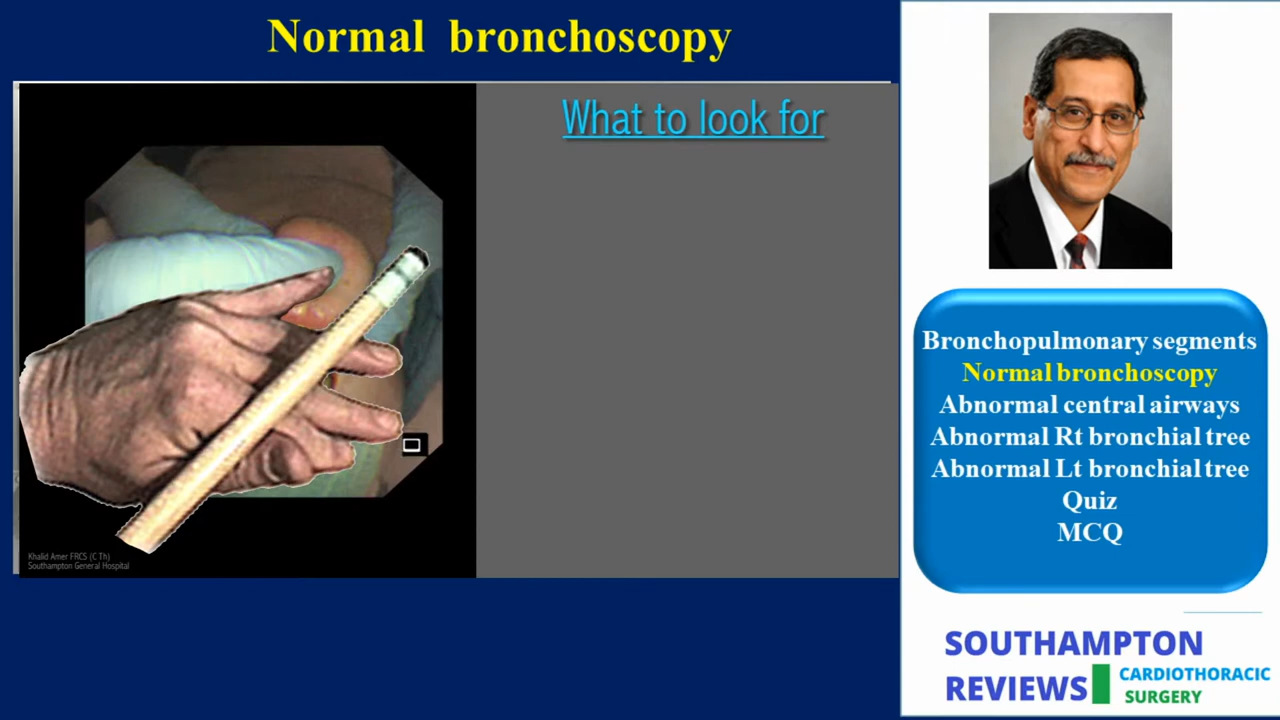 Normal bronchoscopy
What to look for
Khalid Amer FRCS (C Th)
Southampton General Hospital
Bronchopulmonary segments
Normal bronchoscopy
Abnormal central airways
Abnormal Rt bronchial tree
Abnormal Lt bronchial tree
Quiz
MCQ
SOUTHAMPTON
REVIEWS
CARDIOTHORACIC
SURGERY